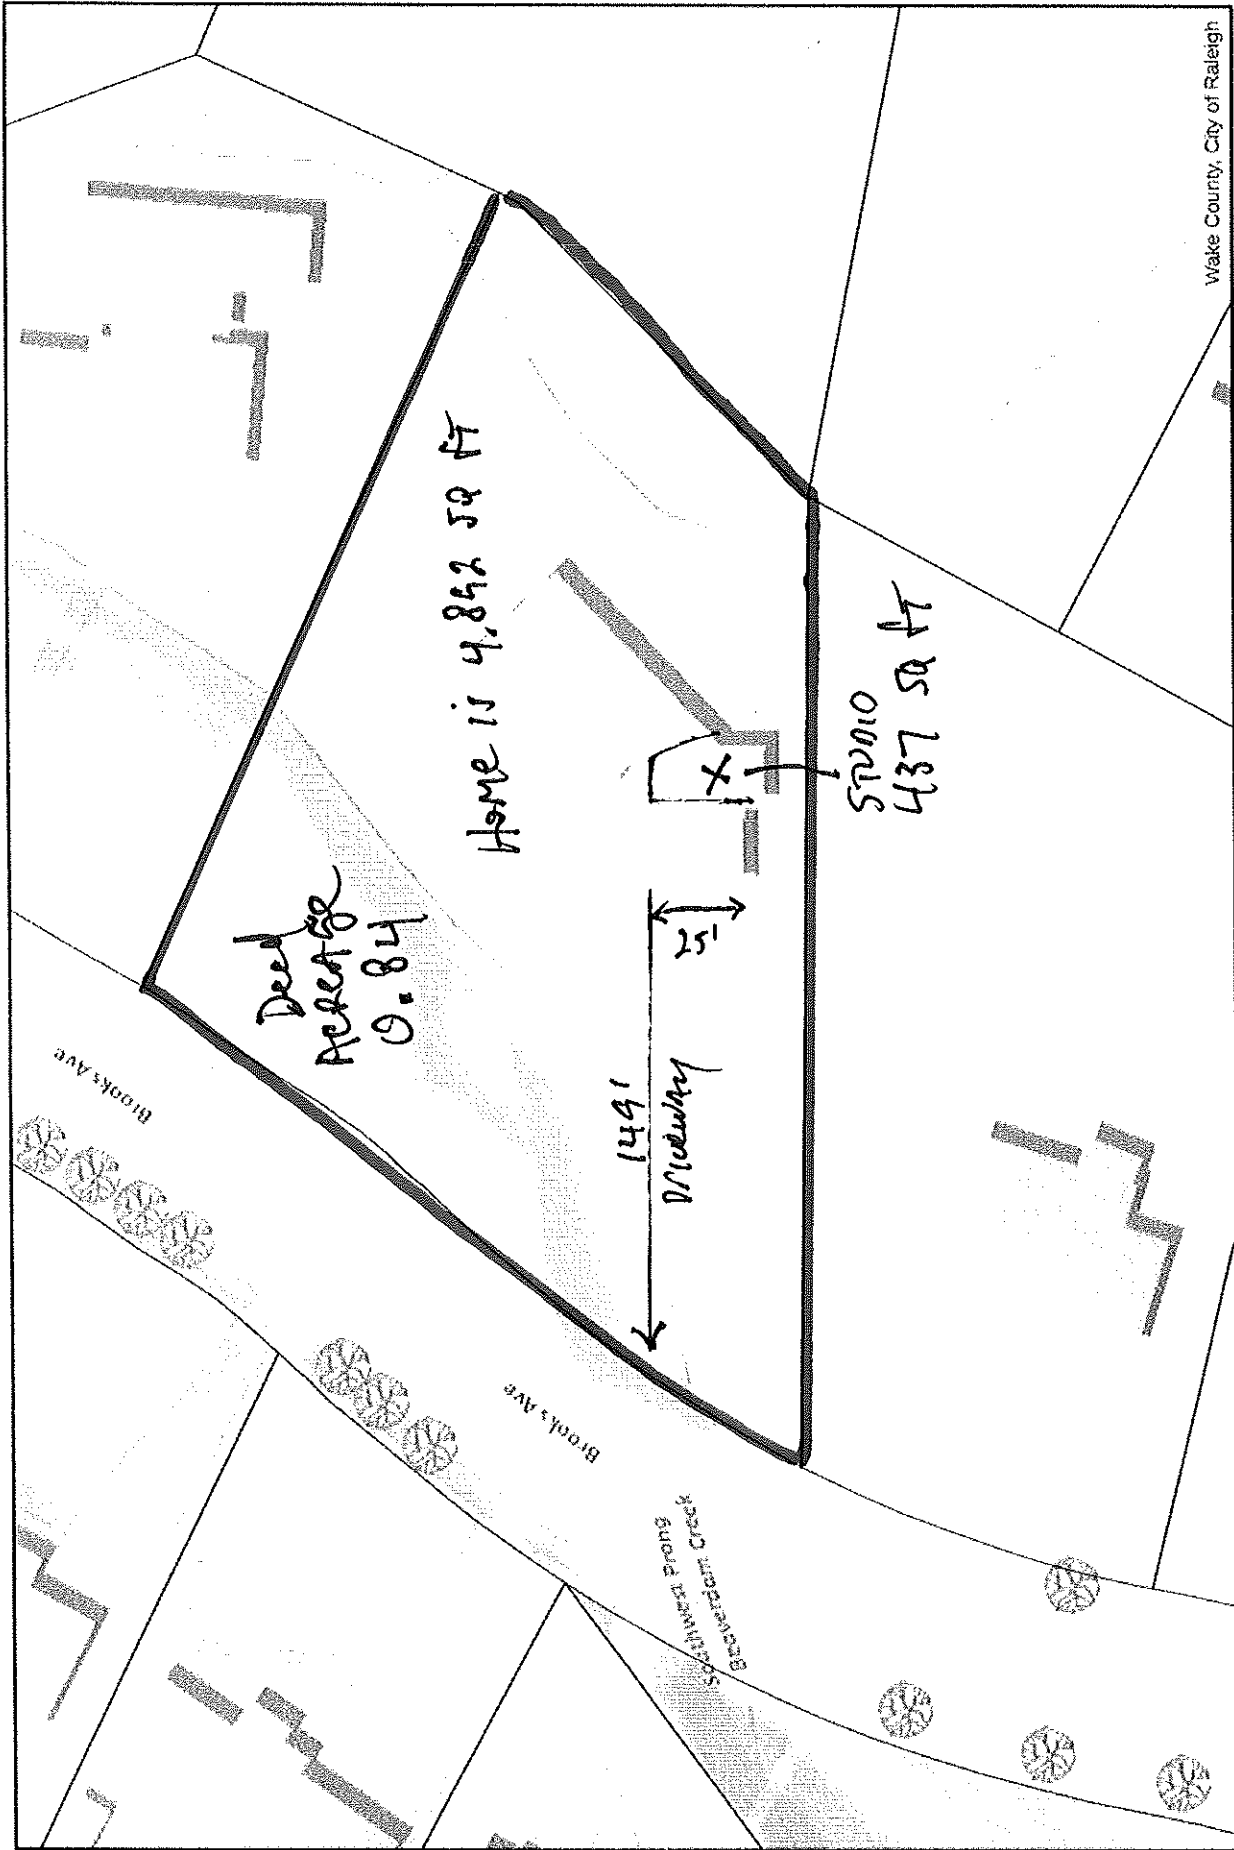 Wake County, City of Raleigh
Home is 4,892 SQ FT
Deed
Acreage
0.84
Brooks Ave
25'
149'
Driveway
STUDIO
437 SQ FT
Brooks Ave
Southwest Prong
Beaverdam Creek